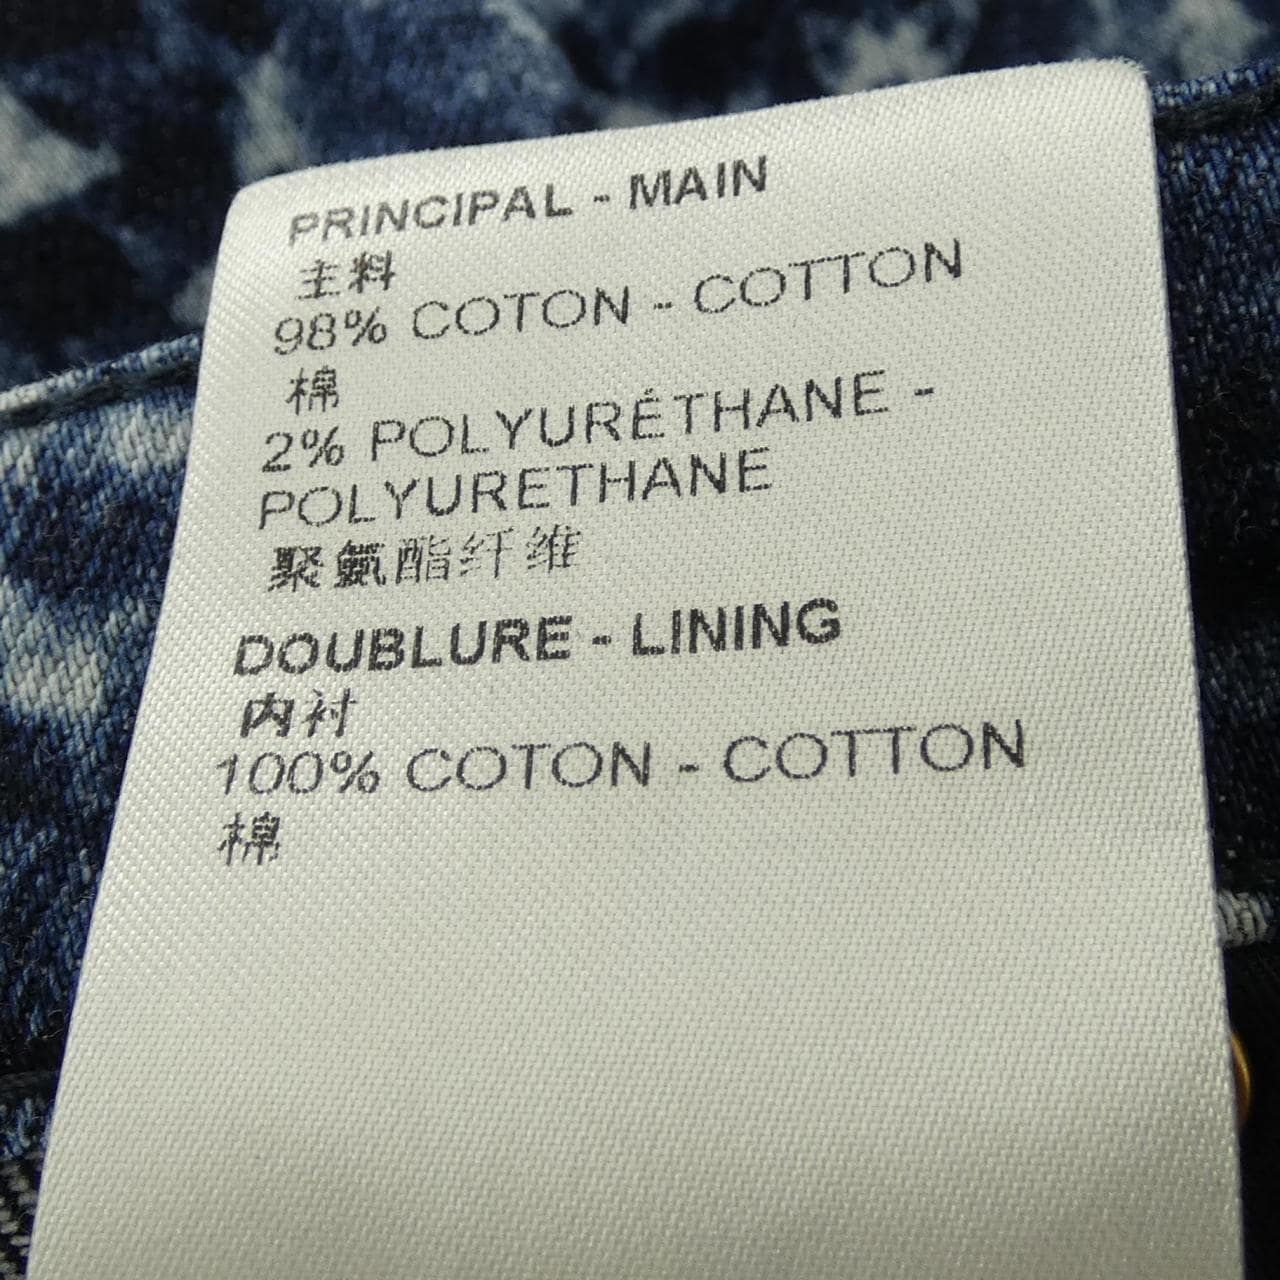 PRINCIPAL - MAIN
主料
98% COTON - COTTON
棉
2% POLYURÉTHANE -
POLYURETHANE
聚氨酯纤维
DOUBLURE - LINING
内衬
100% COTON - COTTON
棉